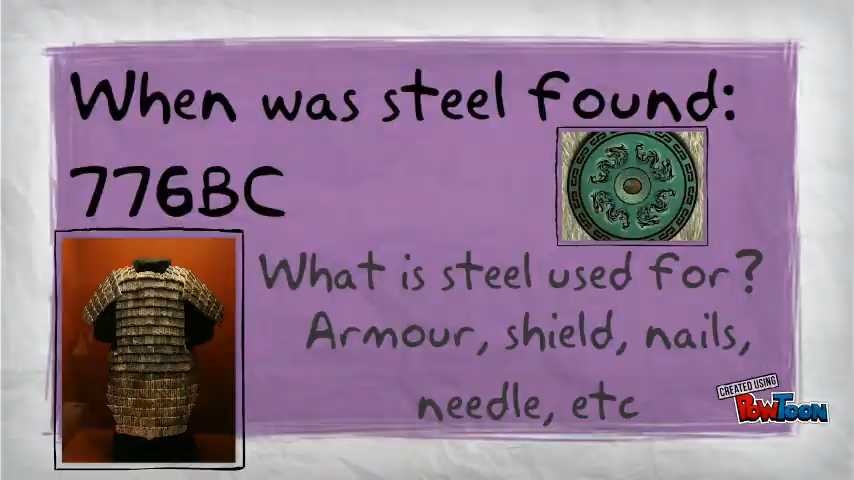 When was steel found:
776BC
What is steel used for?
Armour, shield, nails,
needle, etc
CREATED USING
POWTOON